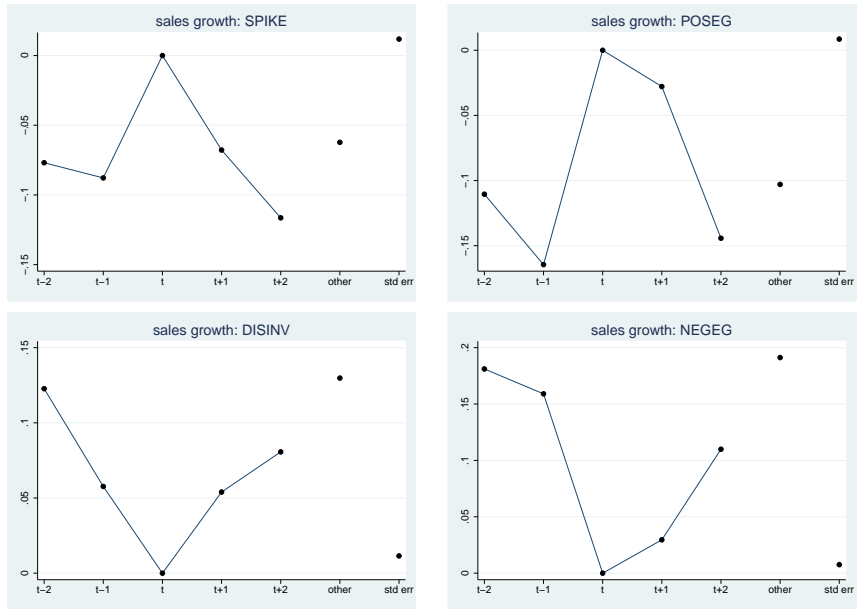 sales growth: SPIKE
0
−.05
−.1
−.15
t−2 t−1 t t+1 t+2 other std err
sales growth: POSEG
0
−.05
−.1
−.15
t−2 t−1 t t+1 t+2 other std err
sales growth: DISINV
.15
.1
.05
0
t−2 t−1 t t+1 t+2 other std err
sales growth: NEGEG
.2
.15
.1
.05
0
t−2 t−1 t t+1 t+2 other std err